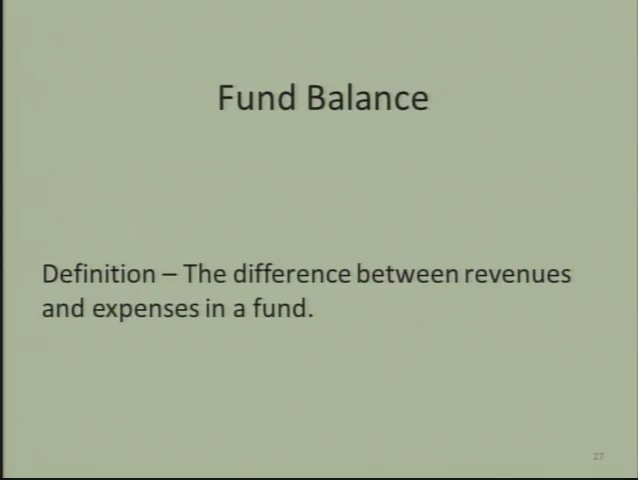 Fund Balance
Definition – The difference between revenues
and expenses in a fund.
27